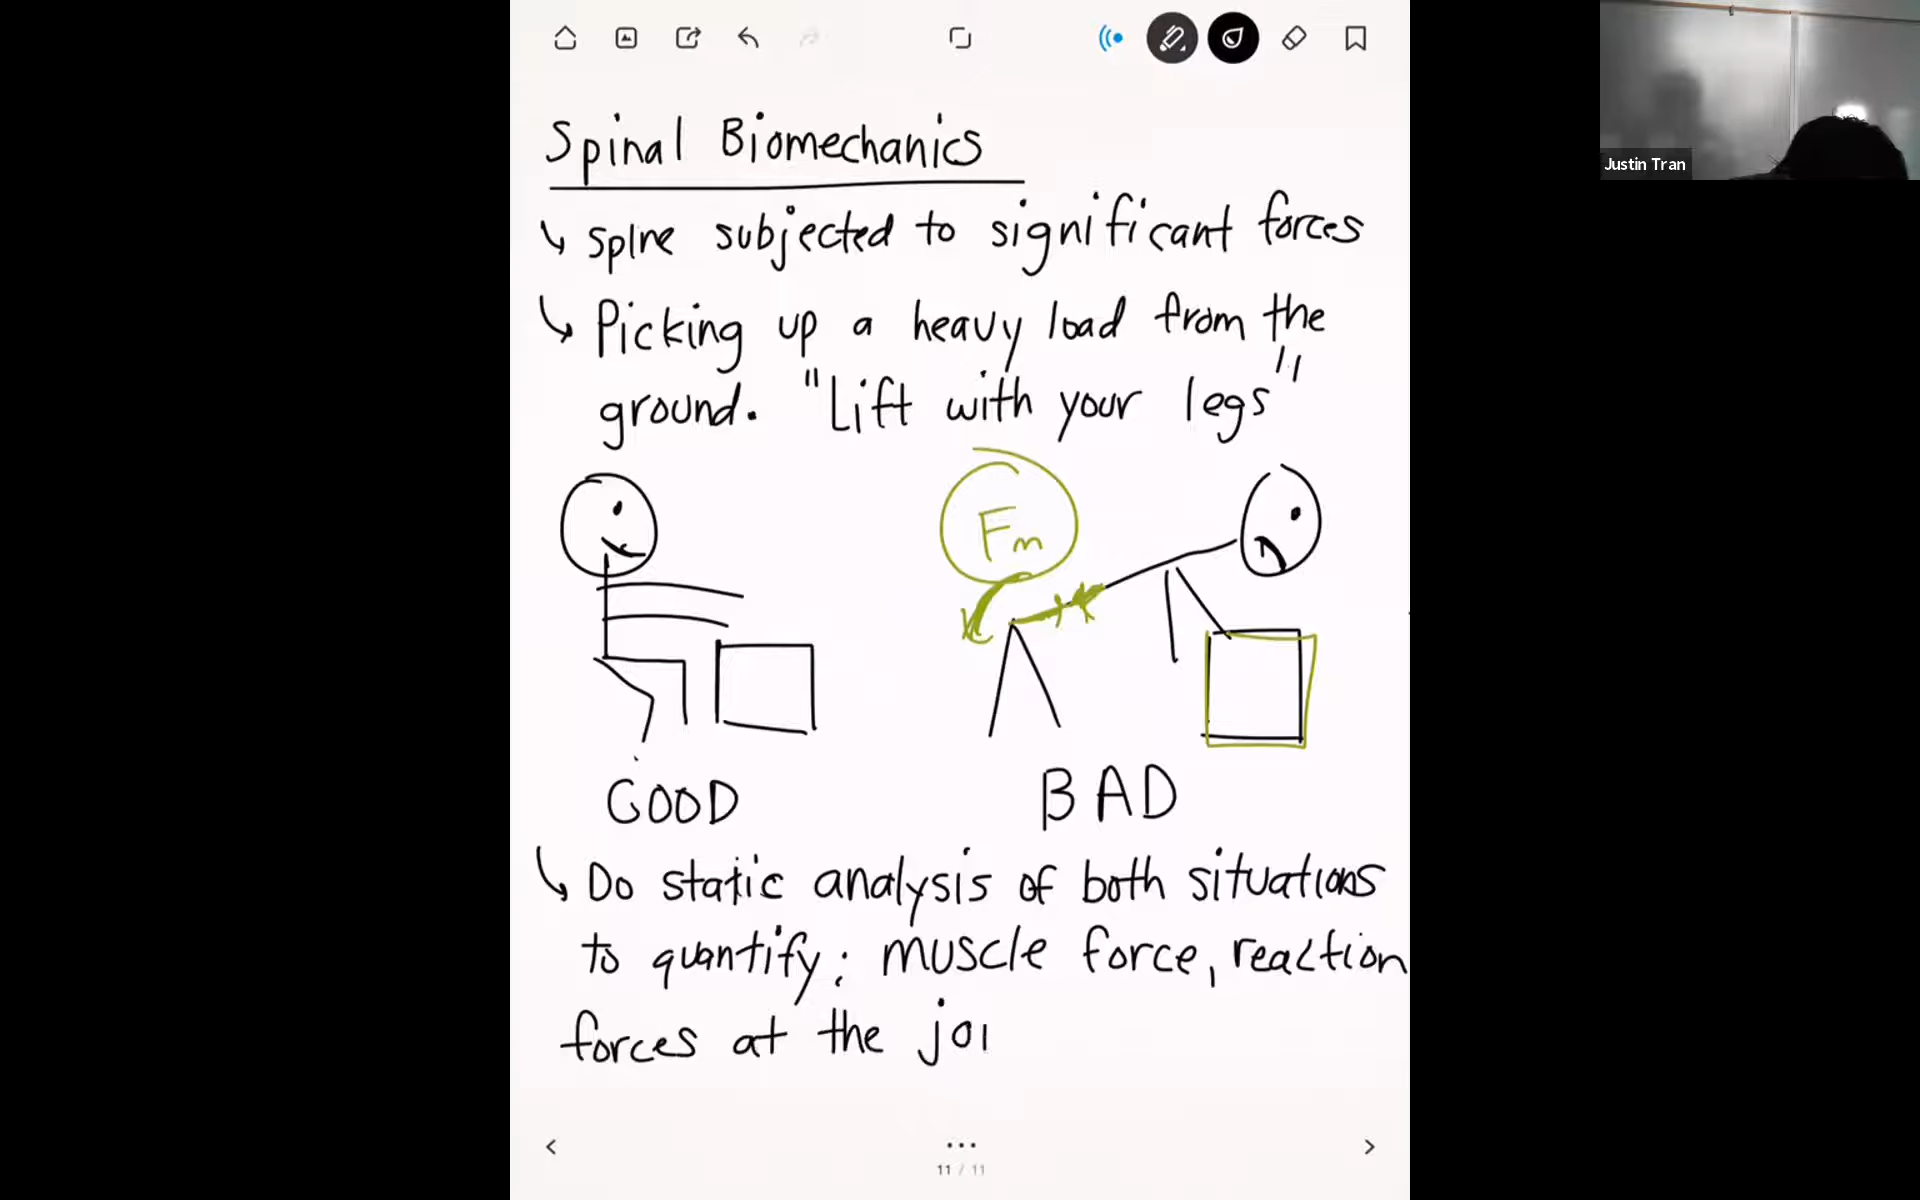 Justin Tran
Spinal Biomechanics
↳ spine subjected to significant forces
↳ Picking up a heavy load from the
ground. "Lift with your legs"
Fm
GOOD
BAD
↳ Do static analysis of both situations
to quantify: muscle force, reaction
forces at the joi
11 / 11